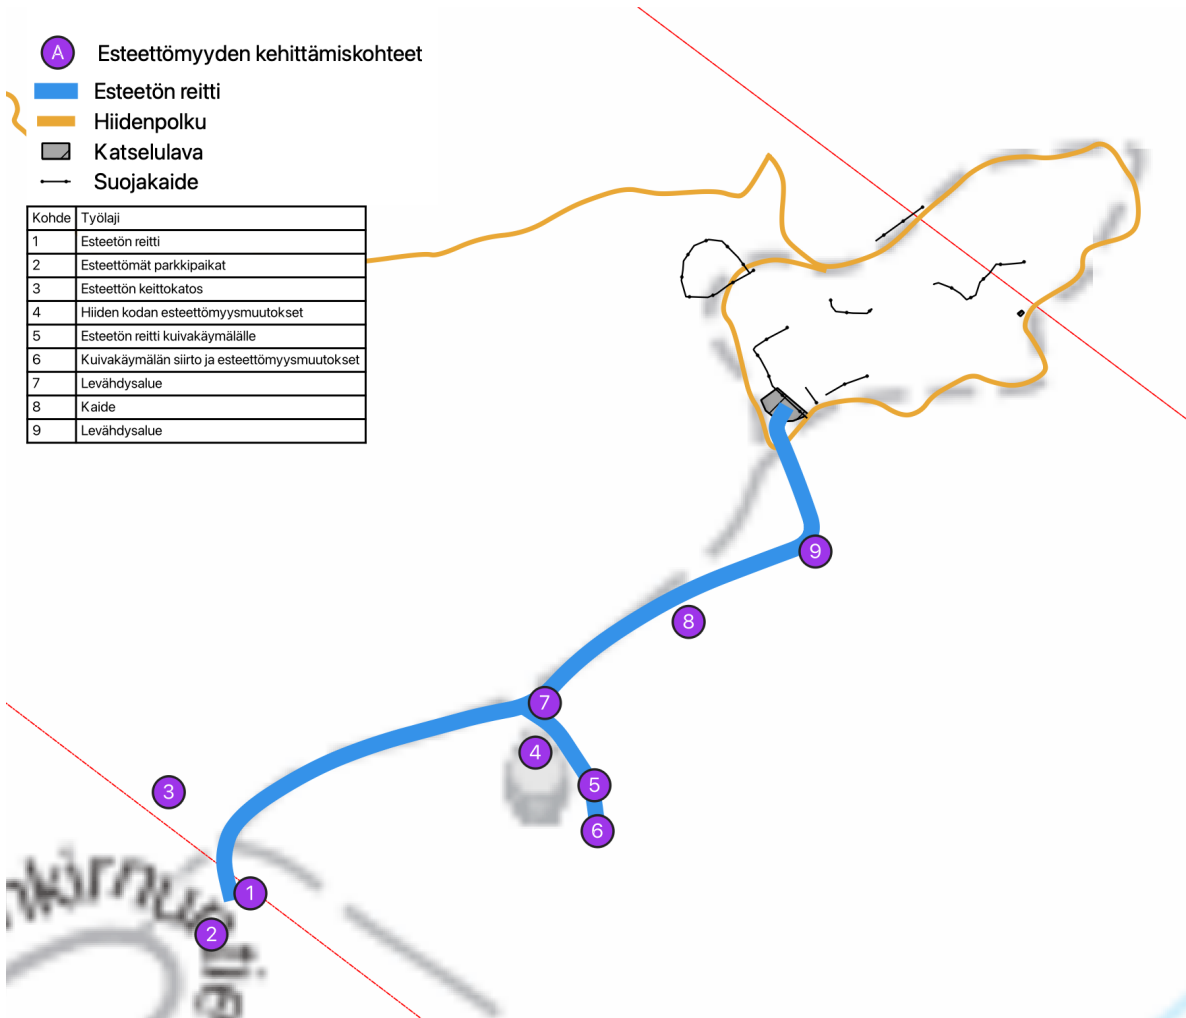 A Esteettömyyden kehittämiskohteet
Esteetön reitti
Hiidenpolku
Katselulava
Suojakaide
Kohde Työlaji
1 Esteetön reitti
2 Esteettömät parkkipaikat
3 Esteettön keittokatos
4 Hiiden kodan esteettömyysmuutokset
5 Esteetön reitti kuivakäymälälle
6 Kuivakäymälän siirto ja esteettömyysmuutokset
7 Levähdysalue
8 Kaide
9 Levähdysalue
9
8
7
4
5
3
6
1
2